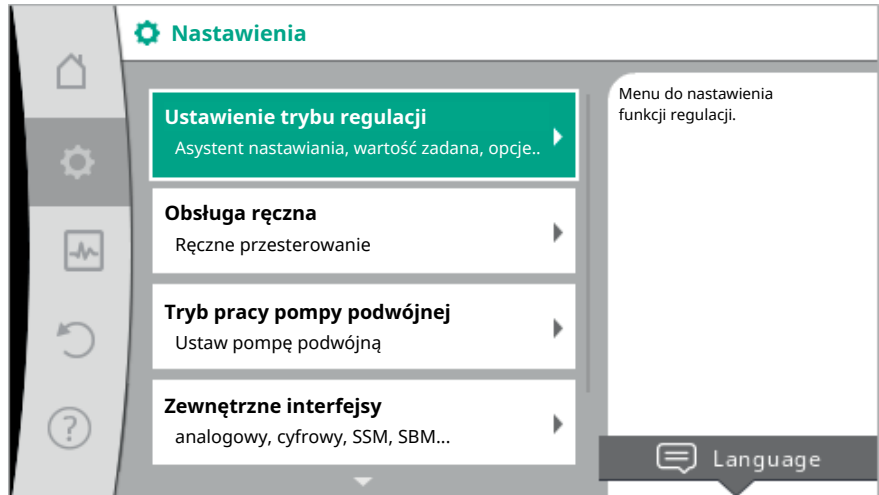 Nastawienia
Ustawienie trybu regulacji
Asystent nastawiania, wartość zadana, opcje..
Obsługa ręczna
Ręczne przesterowanie
Tryb pracy pompy podwójnej
Ustaw pompę podwójną
Zewnętrzne interfejsy
analogowy, cyfrowy, SSM, SBM...
Menu do nastawienia
funkcji regulacji.
Language